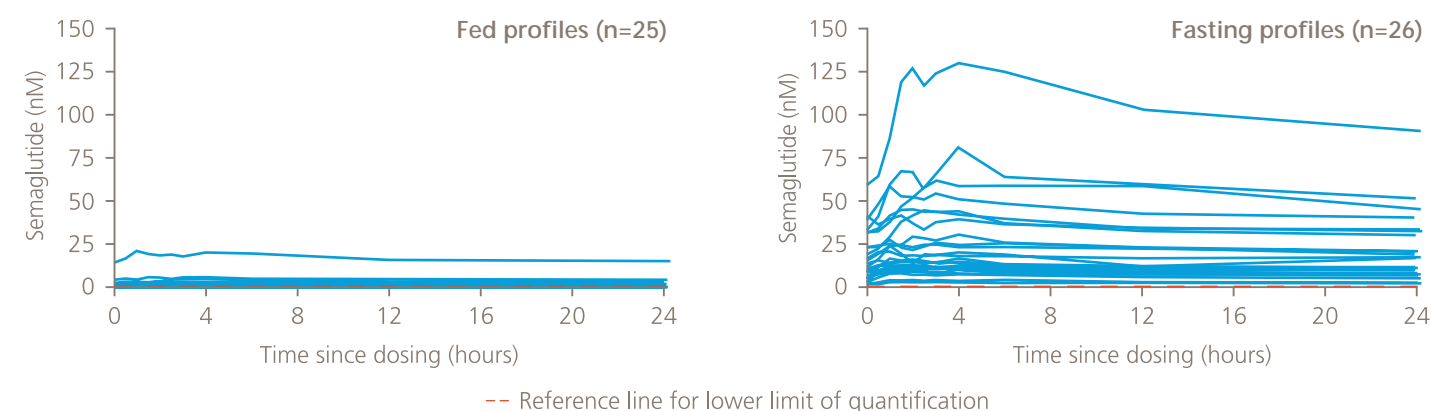 Fed profiles (n=25)
Semaglutide (nM)
150
125
100
75
50
25
0
0 4 8 12 16 20 24
Time since dosing (hours)
Fasting profiles (n=26)
Semaglutide (nM)
150
125
100
75
50
25
0
0 4 8 12 16 20 24
Time since dosing (hours)
Reference line for lower limit of quantification